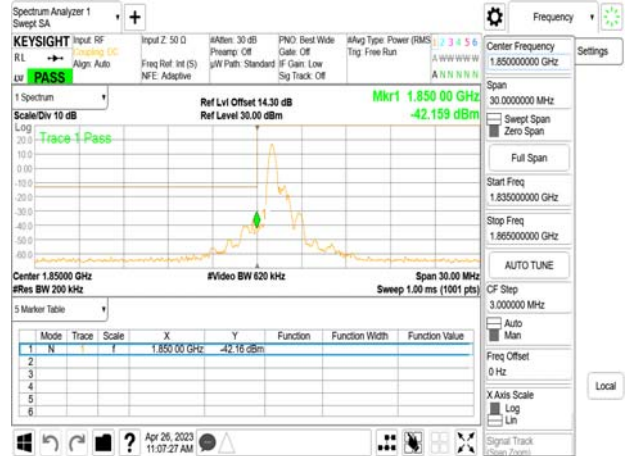 Spectrum Analyzer 1
Swept SA
+
Frequency
KEYSIGHT
Input: RF
Coupling: DC
Align: Auto
Input Z: 50 Ω
Freq Ref: Int (S)
NFE: Adaptive
#Atten: 30 dB
Preamp: Off
µW Path: Standard
PNO: Best Wide
Gate: Off
IF Gain: Low
Sig Track: Off
#Avg Type: Power (RMS
Trig: Free Run
1 2 3 4 5 6
A W W W W W
A N N N N N
RL
LW PASS
1 Spectrum
Scale/Div 10 dB
Ref Lvl Offset 14.30 dB
Ref Level 30.00 dBm
Mkr1 1.850 00 GHz
-42.159 dBm
Log
Trace 1 Pass
20.0
10.0
0.00
-10.0
-20.0
-30.0
-40.0
-50.0
-60.0
1
Center 1.85000 GHz
#Video BW 620 kHz
Span 30.00 MHz
#Res BW 200 kHz
Sweep 1.00 ms (1001 pts)
5 Marker Table
Mode Trace Scale X Y Function Function Width Function Value
1 N 1 f 1.850 00 GHz -42.16 dBm
2
3
4
5
6
Center Frequency
1.850000000 GHz
Settings
Span
30.0000000 MHz
Swept Span
Zero Span
Full Span
Start Freq
1.835000000 GHz
Stop Freq
1.865000000 GHz
AUTO TUNE
CF Step
3.000000 MHz
Auto
Man
Freq Offset
0 Hz
X Axis Scale
Log
Lin
Local
Signal Track
(Span Zoom)
?
Apr 26, 2023
11:07:27 AM